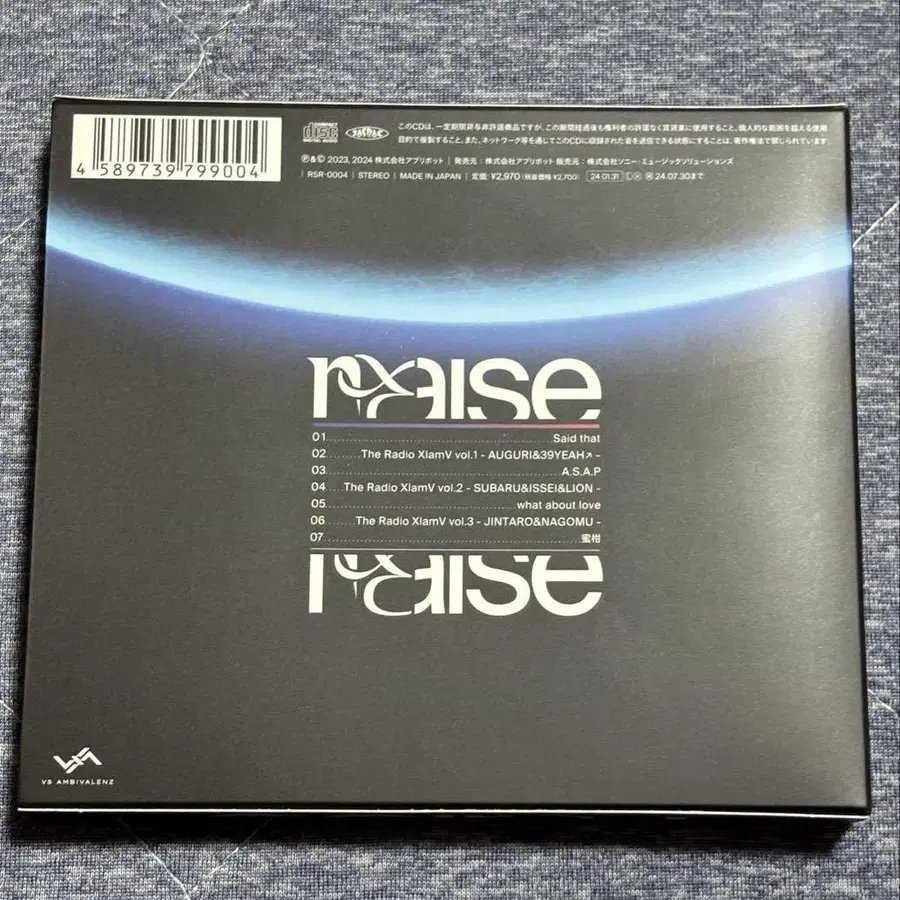 4 589739 799004
COMPACT disc DIGITAL AUDIO
JASRAC
このCDは、一定期間貸与非許諾商品ですが、この期間経過後も権利者の許諾なく賃貸業に使用すること、個人的な範囲を超える使用
目的で複製すること、また、ネットワーク等を通じてこのCDに収録された音を送信できる状態にすることは、著作権法で禁じられています。
℗&© 2023, 2024 株式会社アプリボット | 発売元：株式会社アプリボット 販売元：株式会社ソニー・ミュージックソリューションズ
| RSR-0004 | STEREO | MADE IN JAPAN | 定価：¥2,970（税抜価格 ¥2,700） 24・01・31 24.07.30まで
raise
01 Said that
02 The Radio XlamV vol.1 - AUGURI&39YEAH↗ -
03 A.S.A.P
04 The Radio XlamV vol.2 - SUBARU&ISSEI&LION -
05 what about love
06 The Radio XlamV vol.3 - JINTARO&NAGOMU -
07 蜜柑
raise
VS AMBIVALENZ